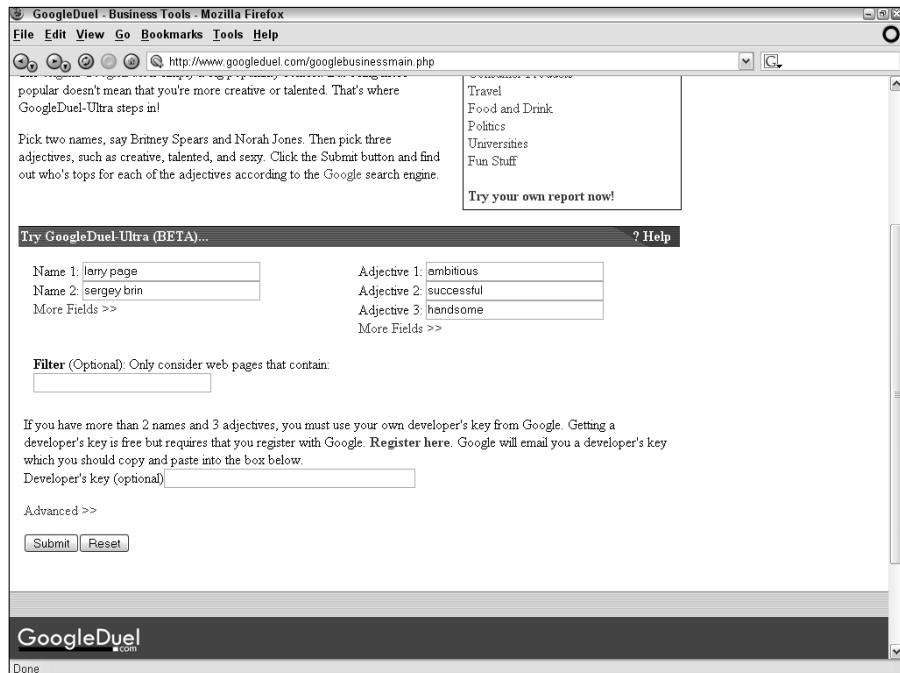 GoogleDuel - Business Tools - Mozilla Firefox
File Edit View Go Bookmarks Tools Help
http://www.googleduel.com/googlebusinessmain.php
G
popular doesn't mean that you're more creative or talented. That's where
GoogleDuel-Ultra steps in!
Pick two names, say Britney Spears and Norah Jones. Then pick three
adjectives, such as creative, talented, and sexy. Click the Submit button and find
out who's tops for each of the adjectives according to the Google search engine.
Consumer Products
Travel
Food and Drink
Politics
Universities
Fun Stuff
Try your own report now!
Try GoogleDuel-Ultra (BETA)... ? Help
Name 1: larry page
Name 2: sergey brin
More Fields >>
Adjective 1: ambitious
Adjective 2: successful
Adjective 3: handsome
More Fields >>
Filter (Optional): Only consider web pages that contain:
If you have more than 2 names and 3 adjectives, you must use your own developer's key from Google. Getting a
developer's key is free but requires that you register with Google. Register here. Google will email you a developer's key
which you should copy and paste into the box below.
Developer's key (optional)
Advanced >>
Submit Reset
GoogleDuel
.com
Done